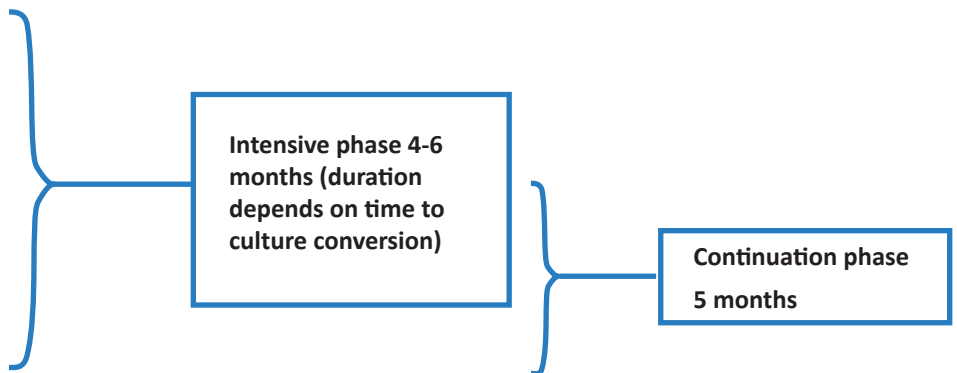 Intensive phase 4-6
months (duration
depends on time to
culture conversion)
Continuation phase
5 months